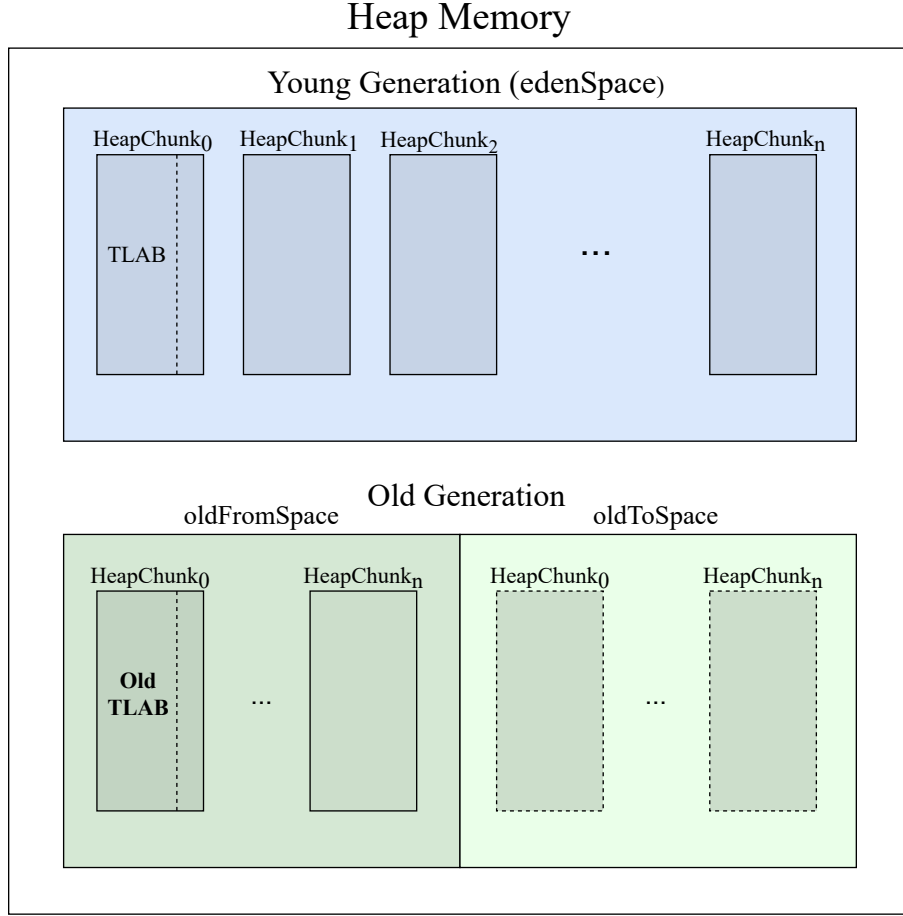 Heap Memory
Young Generation (edenSpace)
HeapChunk0 HeapChunk1 HeapChunk2 HeapChunkn
TLAB ...
Old Generation
oldFromSpace oldToSpace
HeapChunk0 HeapChunkn HeapChunk0 HeapChunkn
Old
TLAB ... ...